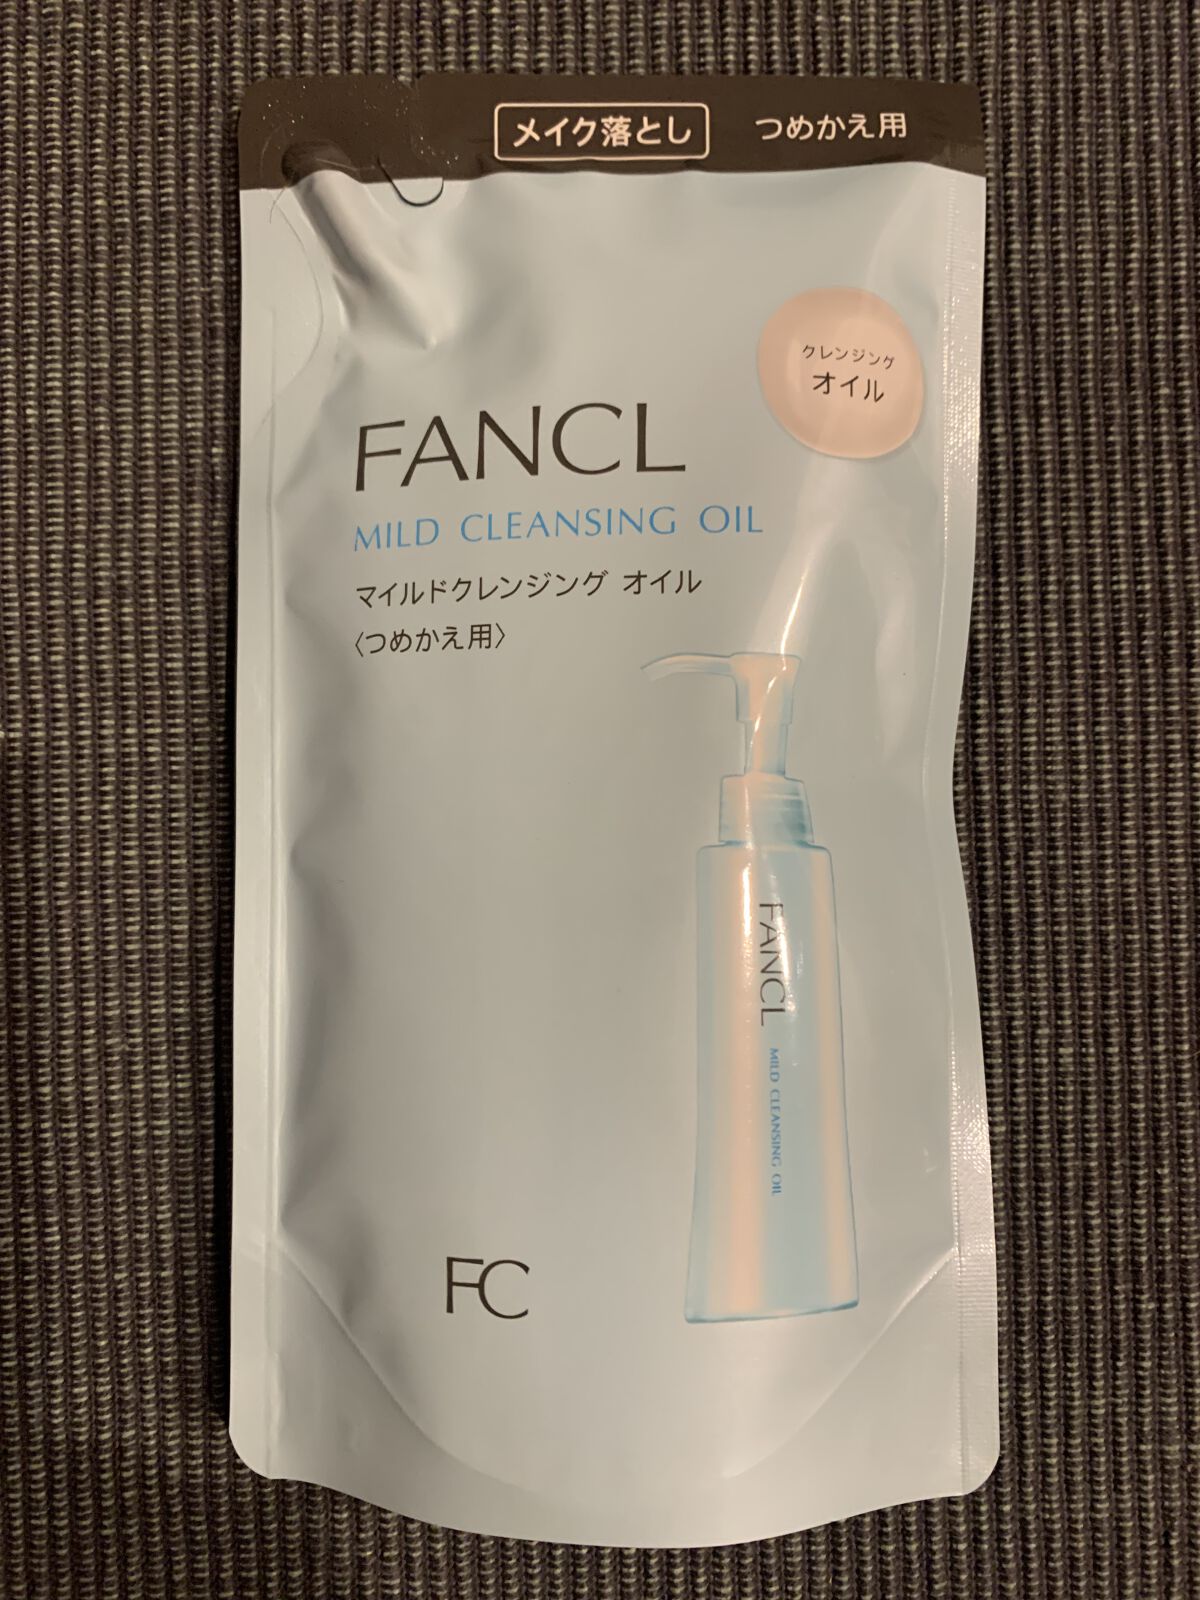 メイク落とし つめかえ用
クレンジング
オイル
FANCL
MILD CLEANSING OIL
マイルドクレンジング オイル
〈つめかえ用〉
FANCL
MILD CLEANSING OIL
FC